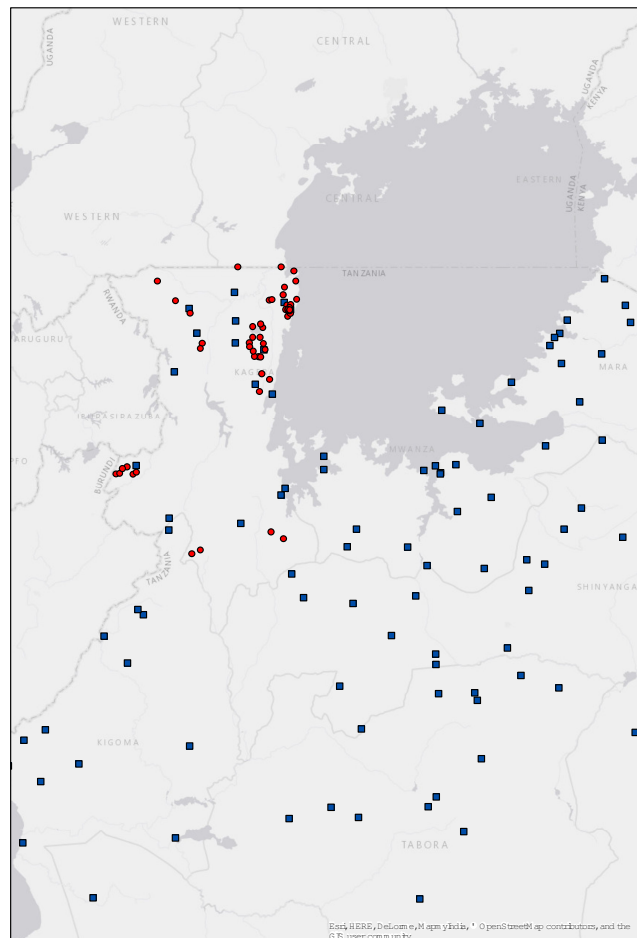 WESTERN
UGANDA
CENTRAL
UGANDA
KENYA
EASTERN
CENTRAL
UGANDA
KENYA
WESTERN
TANZANIA
RWANDA
ARUGURU
KAGERA
MARA
MWANZA
BURUNDI
TANZANIA
SHINYANGA
KIGOMA
TABORA
Esri, HERE, DeLorme, MapmyIndia, © OpenStreetMap contributors, and the
GIS user community